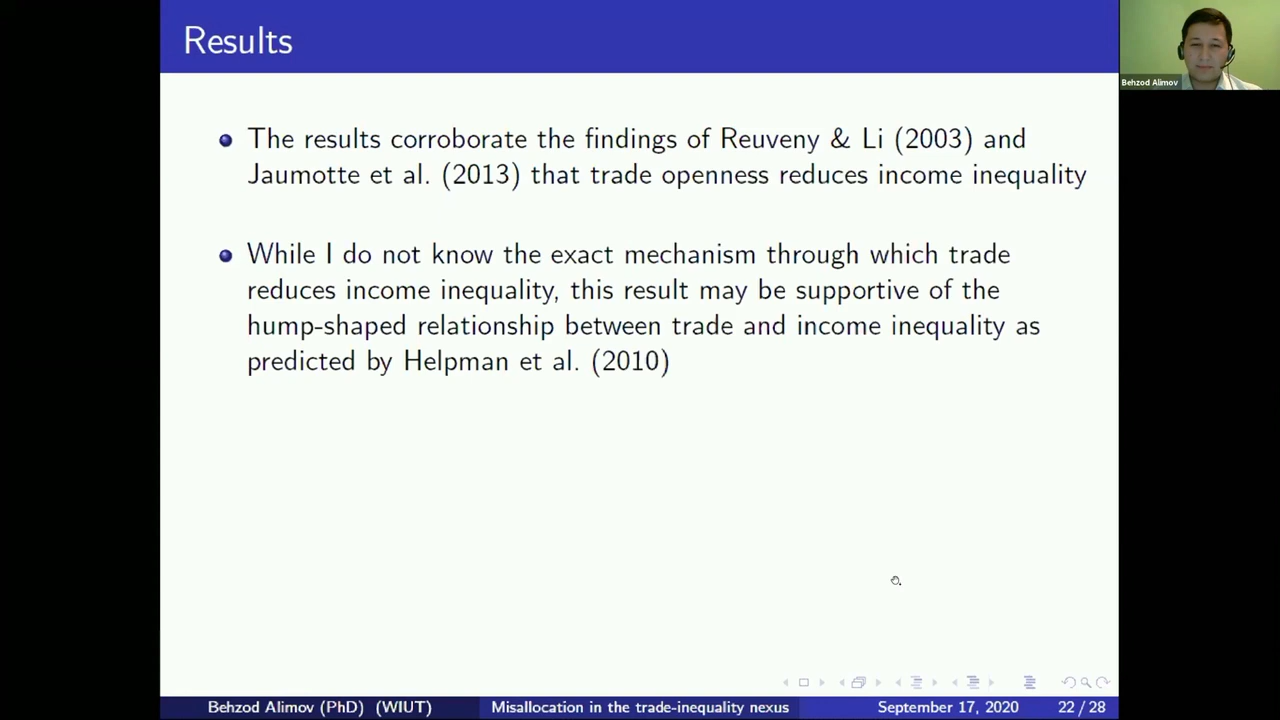 Results
The results corroborate the findings of Reuveny & Li (2003) and
Jaumotte et al. (2013) that trade openness reduces income inequality
While I do not know the exact mechanism through which trade
reduces income inequality, this result may be supportive of the
hump-shaped relationship between trade and income inequality as
predicted by Helpman et al. (2010)
Behzod Alimov (PhD) (WIUT) Misallocation in the trade-inequality nexus September 17, 2020 22 / 28
Behzod Alimov